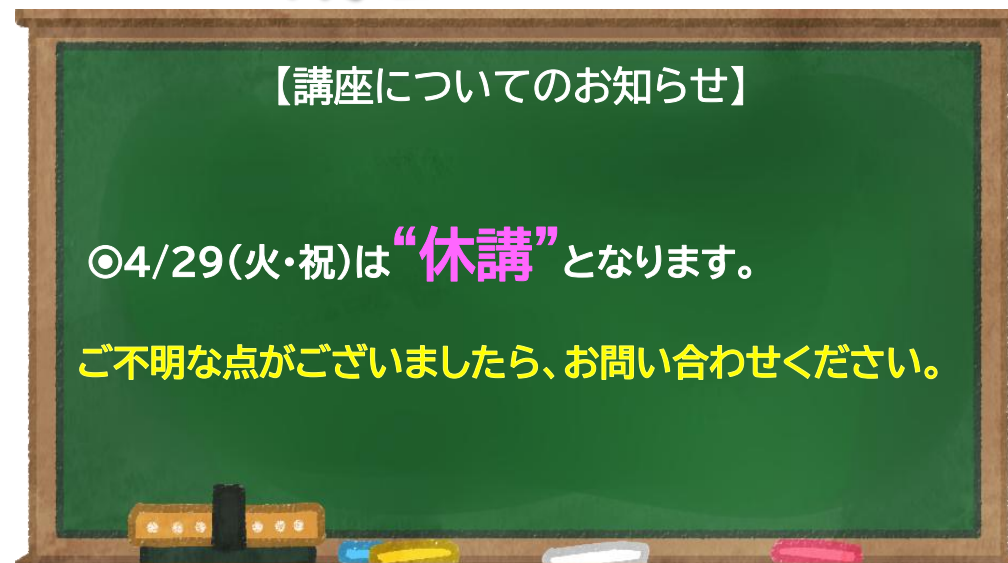 【講座についてのお知らせ】
◉4/29(火・祝)は“休講”となります。
ご不明な点がございましたら、お問い合わせください。